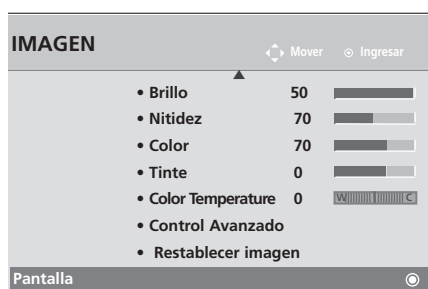 IMAGEN Mover Ingresar
• Brillo 50
• Nitidez 70
• Color 70
• Tinte 0
• Color Temperature 0 W C
• Control Avanzado
• Restablecer imagen
Pantalla